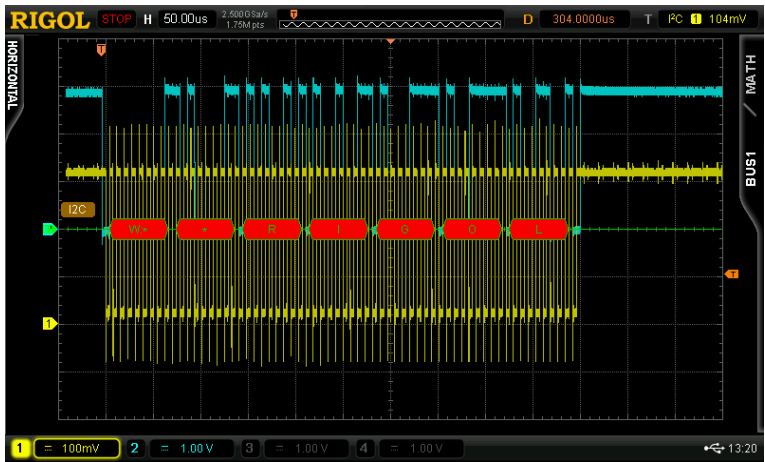 RIGOL STOP H 50.00us 2.500GSa/s D 304.0000us T I²C 1 104mV
1.75M pts
T
HORIZONTAL
MATH
BUS1
I2C
W* * R I G O L
T
1
1 = 100mV 2 = 1.00 V 3 = 1.00 V 4 = 1.00 V 13:20